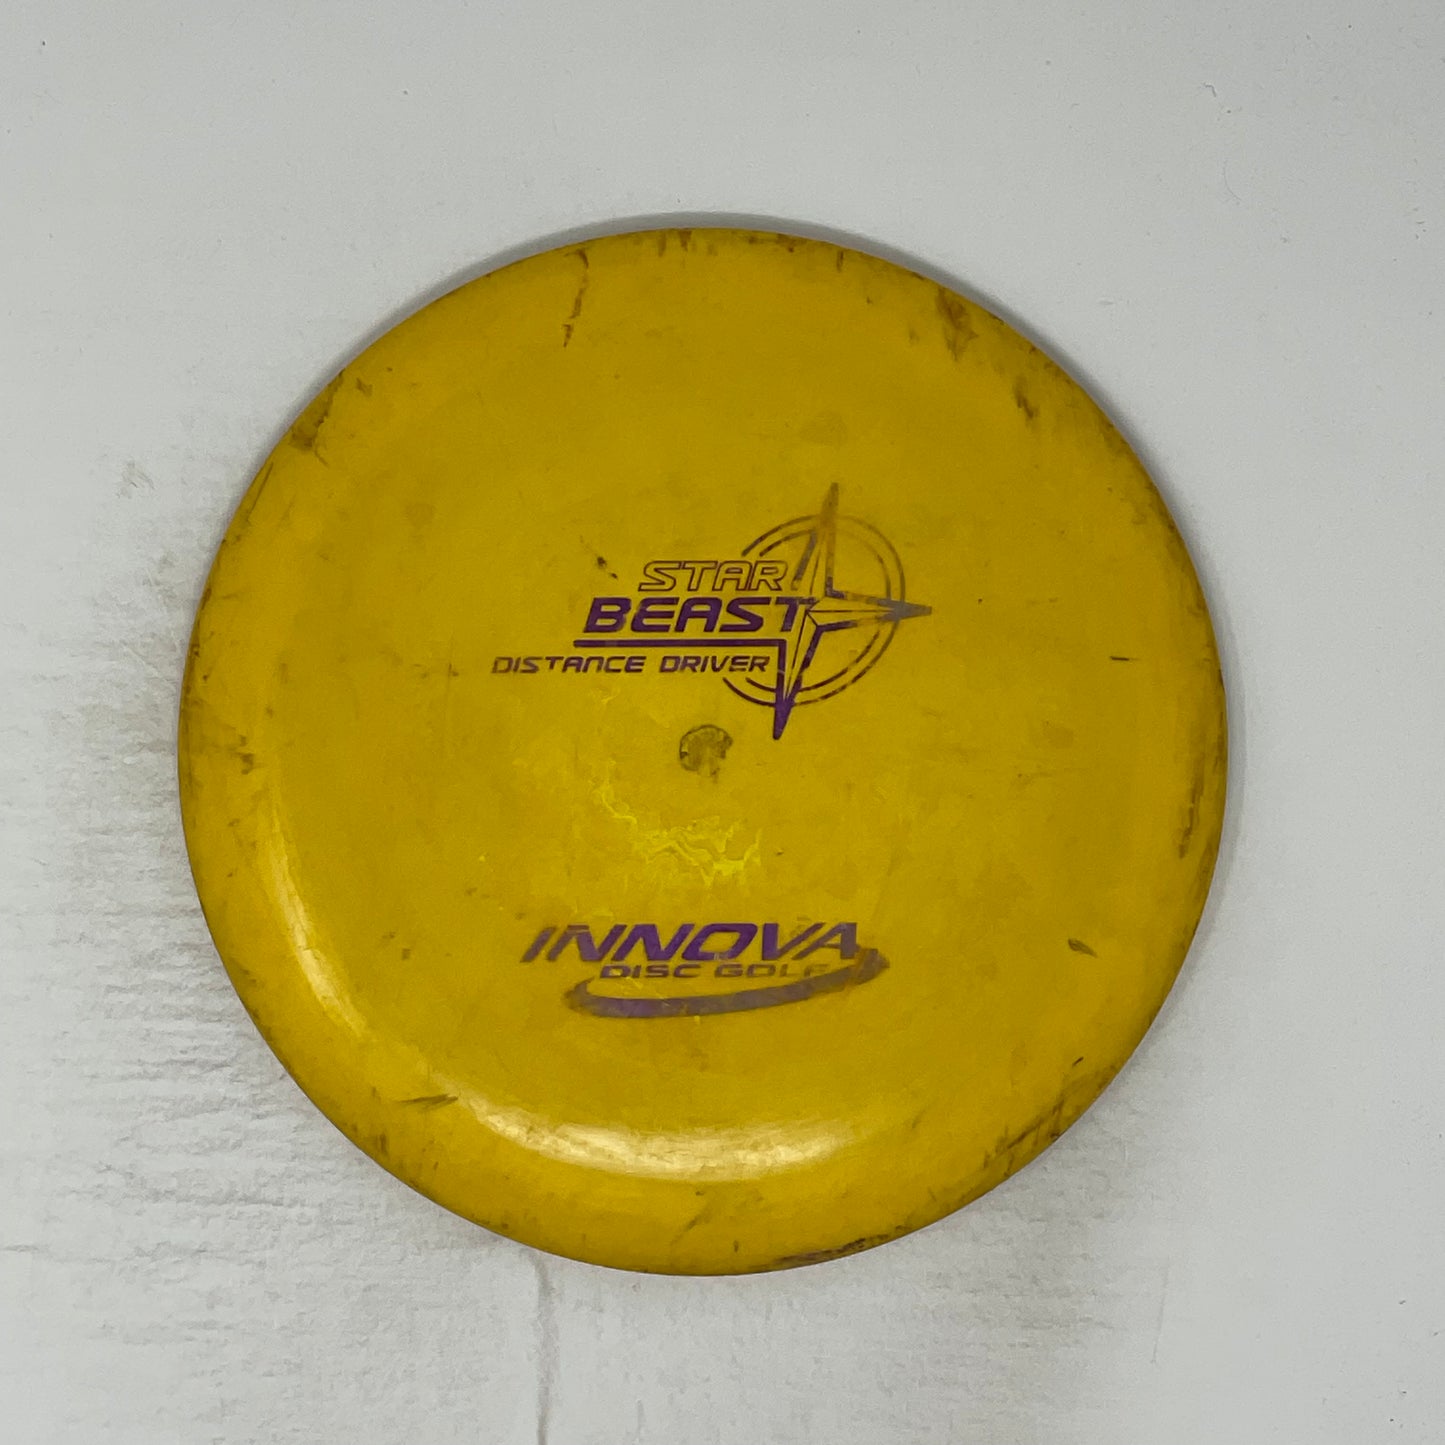 STAR
BEAST
DISTANCE DRIVER
INNOVA
DISC GOLF